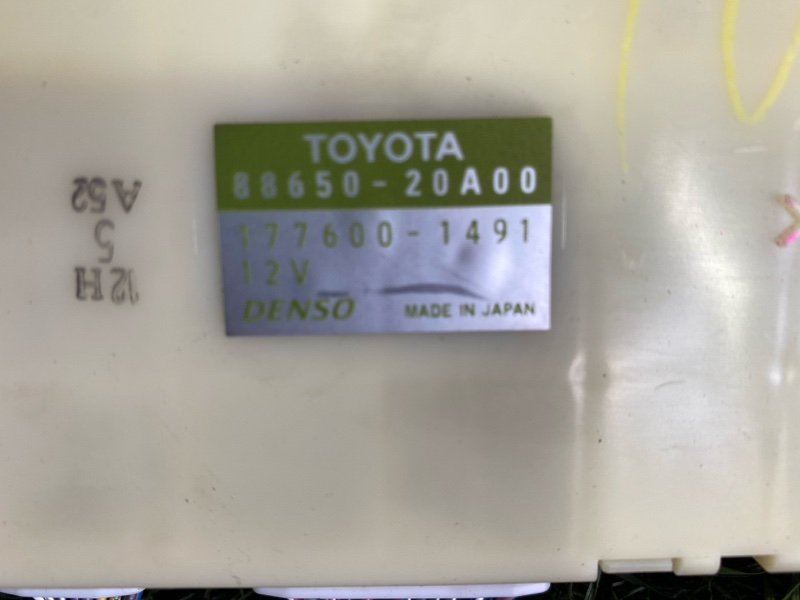 TOYOTA
88650-20A00
177600-1491
12V
DENSO MADE IN JAPAN
12H
5
A52